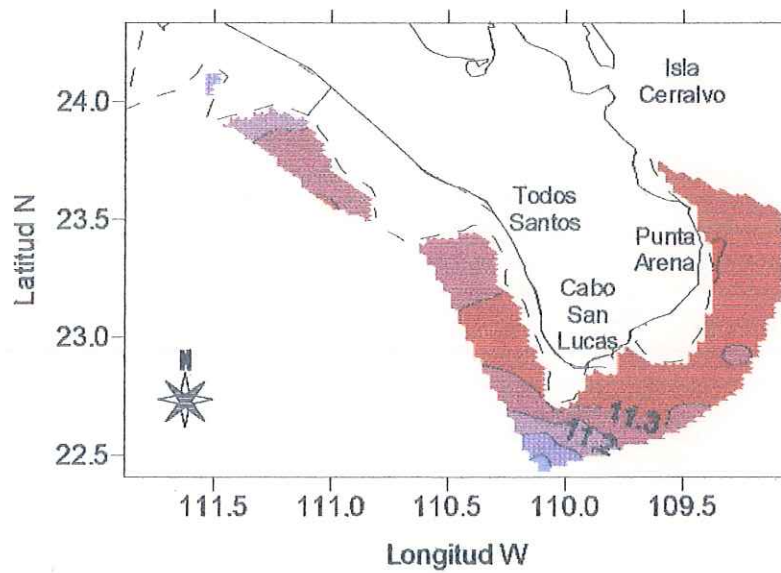 Isla
Cerralvo
24.0
Todos
Santos
23.5
Punta
Arena
Latitud N
Cabo
San
Lucas
23.0
N
11.3
11.2
22.5
111.5 111.0 110.5 110.0 109.5
Longitud W